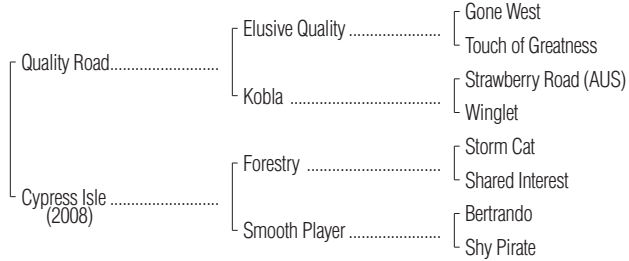 Gone West
Elusive Quality ....................
Touch of Greatness
Quality Road........................
Strawberry Road (AUS)
Kobla .................................
Winglet
Storm Cat
Forestry .............................
Shared Interest
Cypress Isle ........................
(2008)
Bertrando
Smooth Player ....................
Shy Pirate